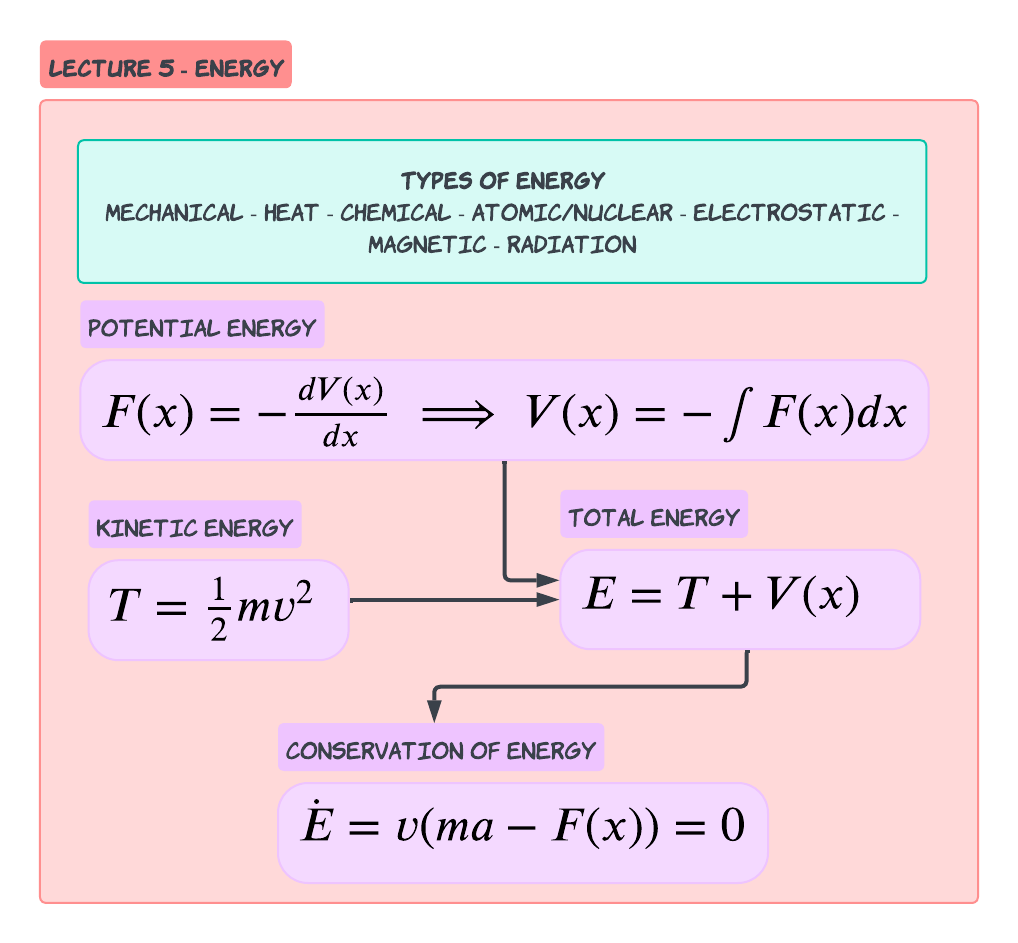 LECTURE 5 - ENERGY
TYPES OF ENERGY
MECHANICAL - HEAT - CHEMICAL - ATOMIC/NUCLEAR - ELECTROSTATIC -
MAGNETIC - RADIATION
POTENTIAL ENERGY
F(x) = −dV(x)/dx ⟹ V(x) = −∫F(x)dx
KINETIC ENERGY
T = ½mv²
TOTAL ENERGY
E = T + V(x)
CONSERVATION OF ENERGY
Ė = v(ma − F(x)) = 0